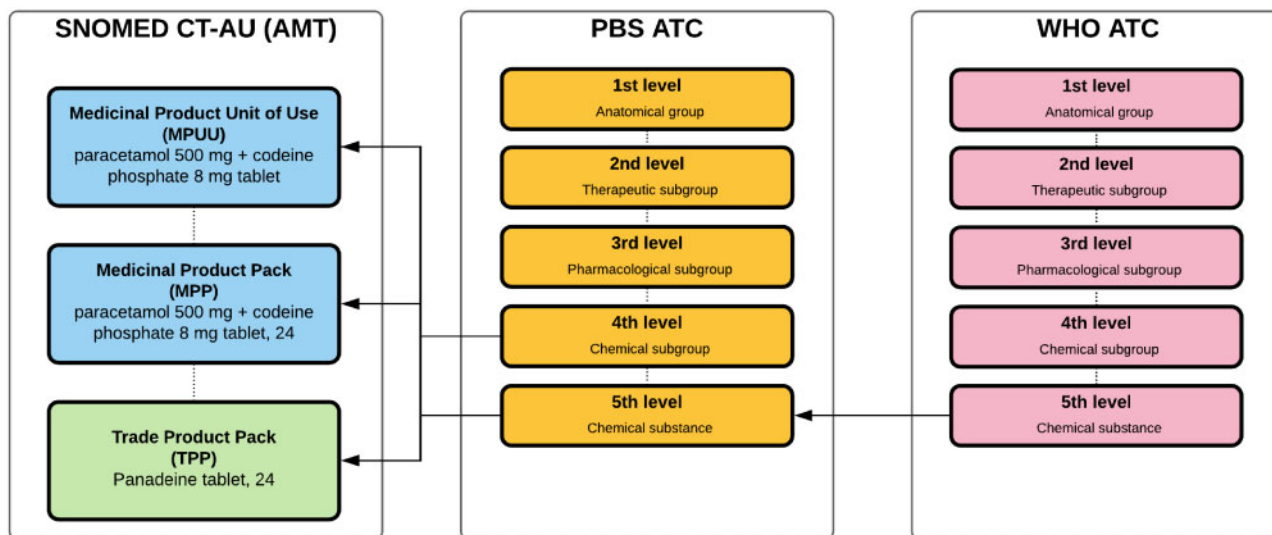 SNOMED CT-AU (AMT)
Medicinal Product Unit of Use
(MPUU)
paracetamol 500 mg + codeine
phosphate 8 mg tablet
Medicinal Product Pack
(MPP)
paracetamol 500 mg + codeine
phosphate 8 mg tablet, 24
Trade Product Pack
(TPP)
Panadeine tablet, 24
PBS ATC
1st level
Anatomical group
2nd level
Therapeutic subgroup
3rd level
Pharmacological subgroup
4th level
Chemical subgroup
5th level
Chemical substance
WHO ATC
1st level
Anatomical group
2nd level
Therapeutic subgroup
3rd level
Pharmacological subgroup
4th level
Chemical subgroup
5th level
Chemical substance